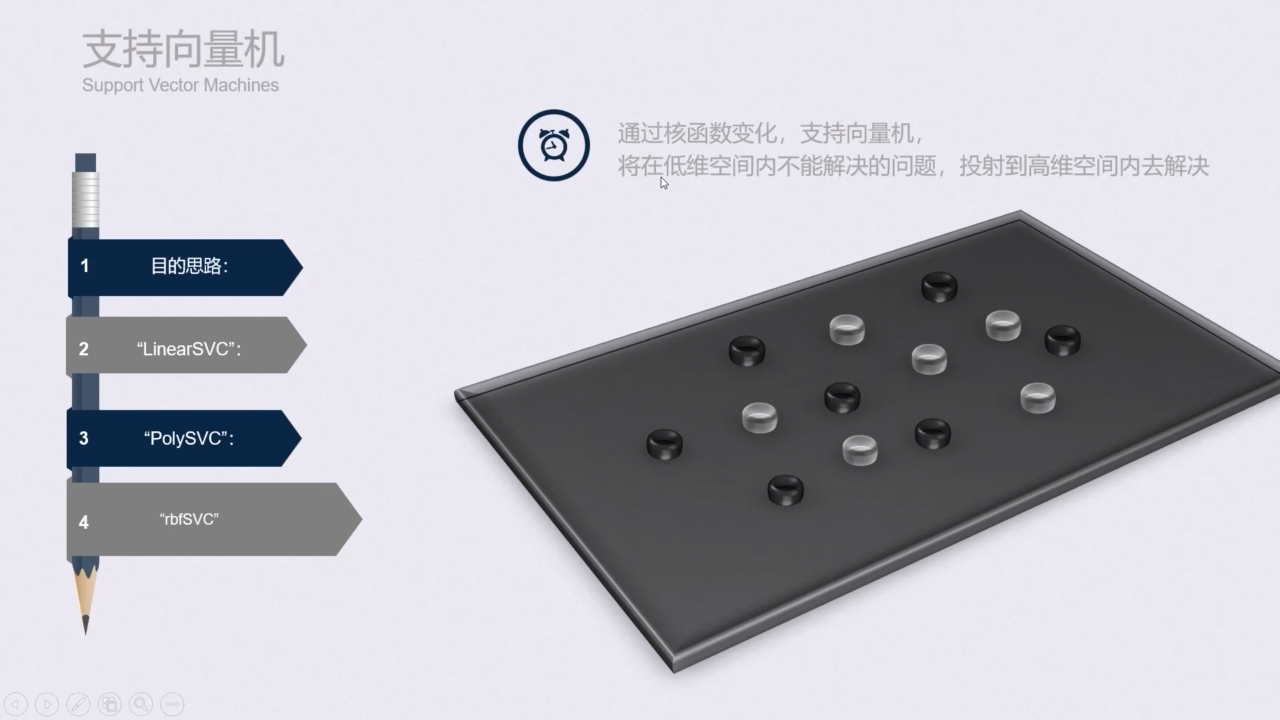 支持向量机
Support Vector Machines
通过核函数变化，支持向量机，
将在低维空间内不能解决的问题，投射到高维空间内去解决
1 目的思路：
2 “LinearSVC”：
3 “PolySVC”：
4 “rbfSVC”